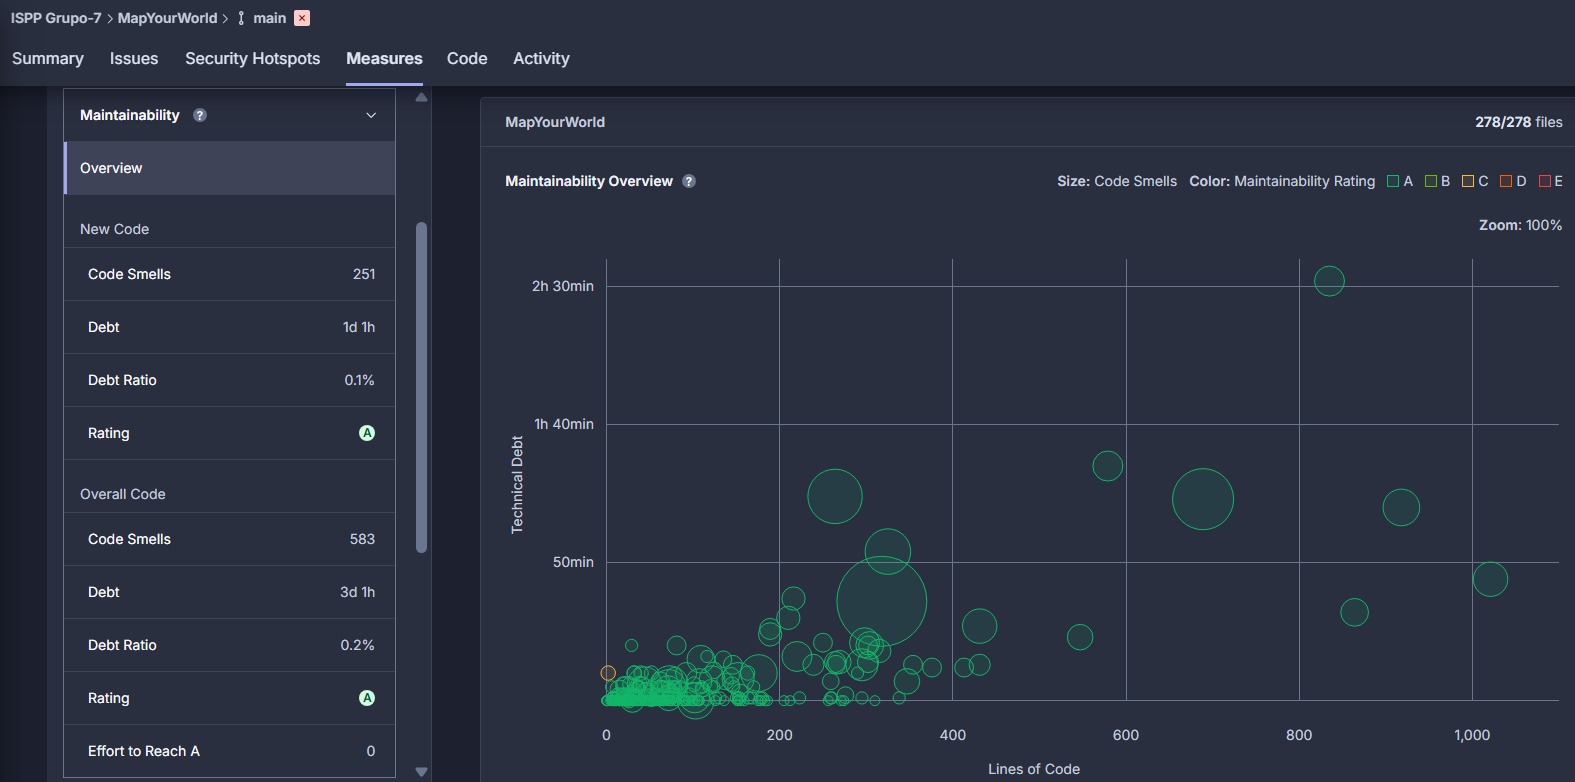 ISPP Grupo-7 > MapYourWorld > main
Summary Issues Security Hotspots Measures Code Activity
Maintainability ?
Overview
New Code
Code Smells 251
Debt 1d 1h
Debt Ratio 0.1%
Rating A
Overall Code
Code Smells 583
Debt 3d 1h
Debt Ratio 0.2%
Rating A
Effort to Reach A 0
MapYourWorld 278/278 files
Maintainability Overview ? Size: Code Smells Color: Maintainability Rating A B C D E
Zoom: 100%
Technical Debt
2h 30min
1h 40min
50min
0 200 400 600 800 1,000
Lines of Code